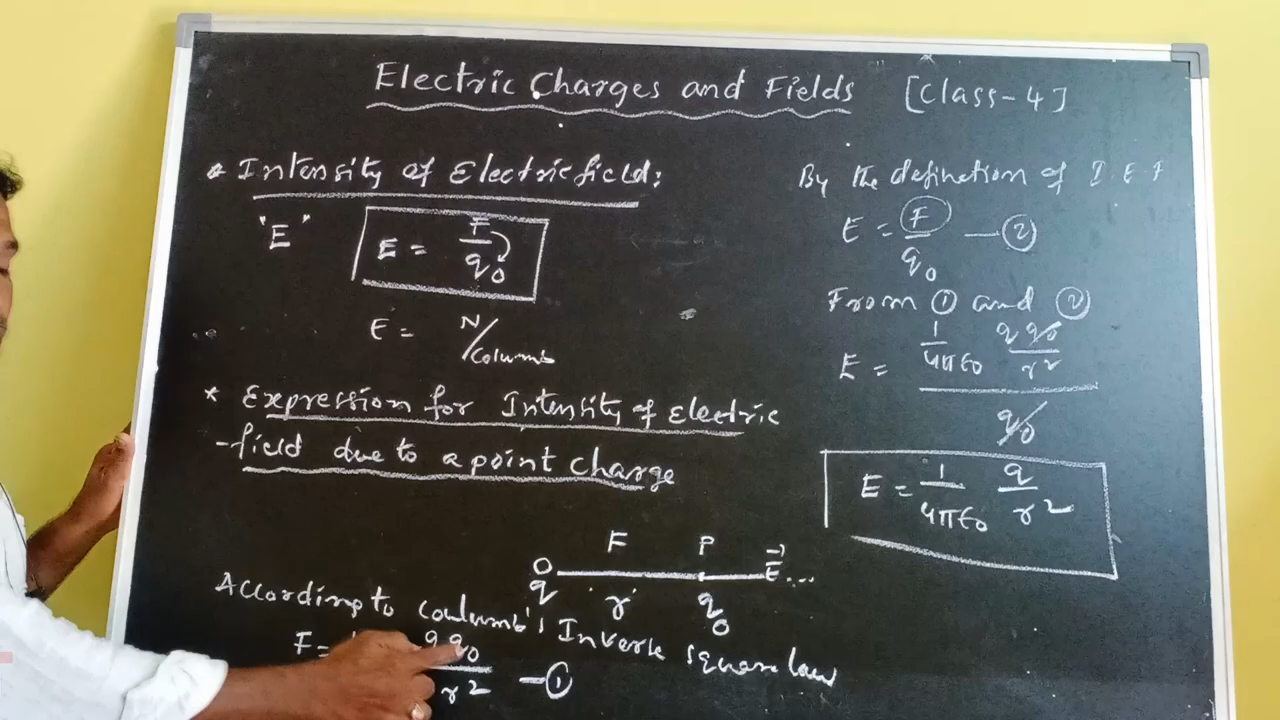 Electric Charges and Fields [Class-4]
* Intensity of Electric field:
"E" E = F/q0
E = N/Columb
* Expression for Intensity of Electric
field due to a point Charge
O F P E⃗...
q r q0
According to coulumb's Inverse square law
F = q q0 / r2 — ①
By the defination of I.E.F
E = F/q0 — ②
From ① and ②
E = 1/4πε0 q q0/r2
q0
E = 1/4πε0 q/r2